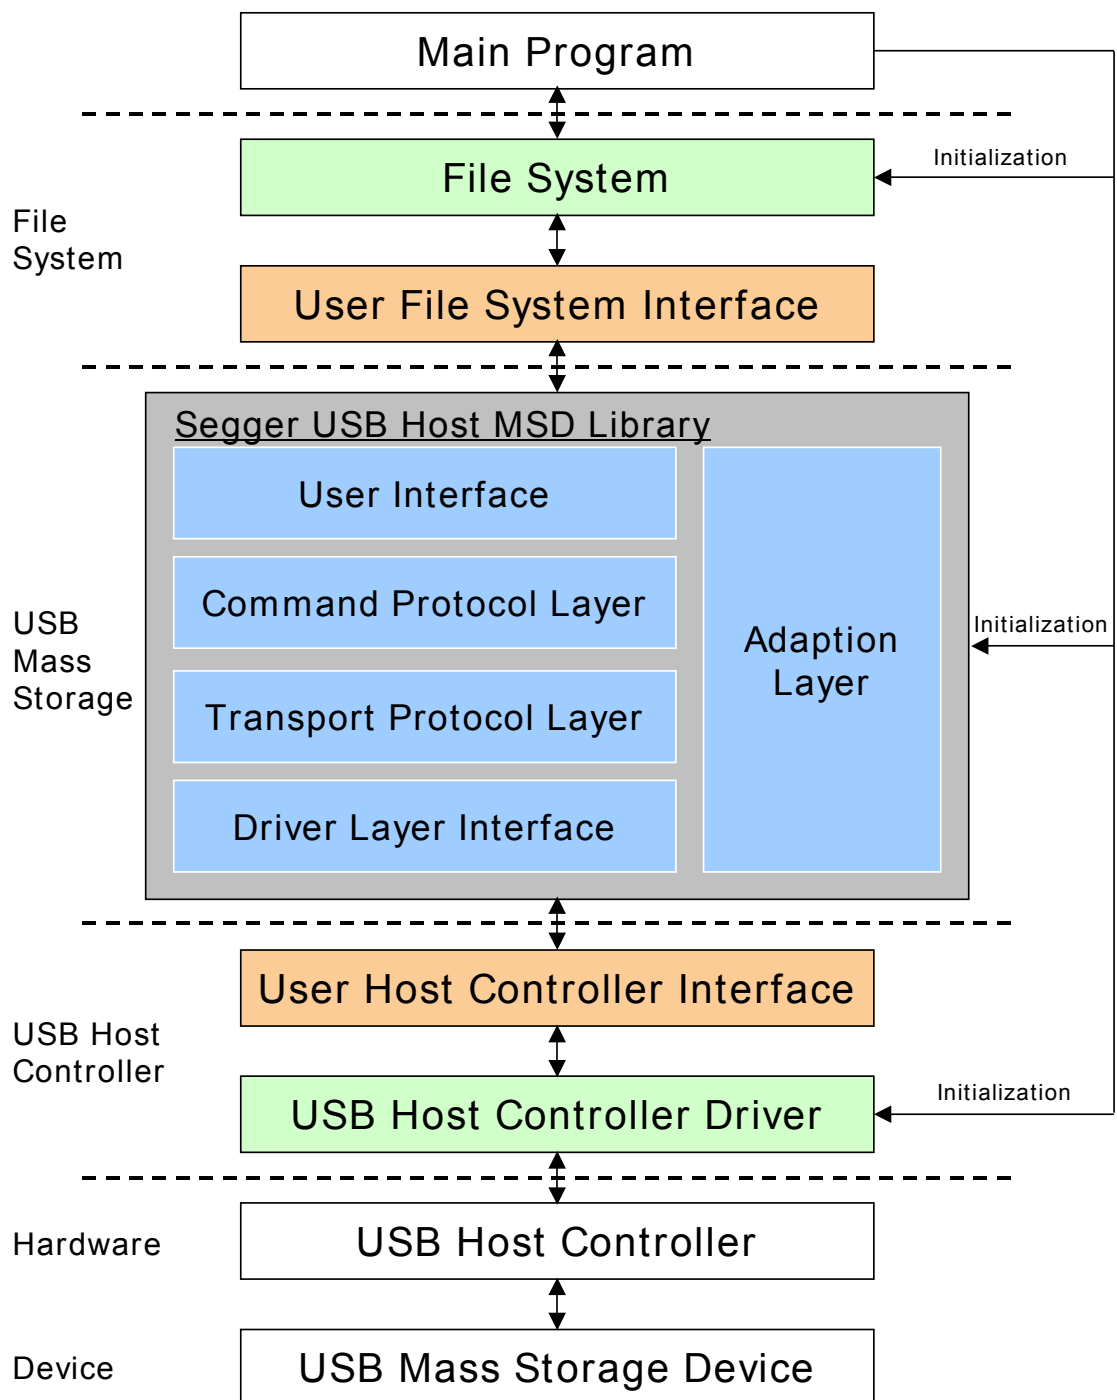 Main Program
Initialization
File System
File
System
User File System Interface
Segger USB Host MSD Library
User Interface
Command Protocol Layer
USB
Mass
Storage
Initialization
Adaption
Layer
Transport Protocol Layer
Driver Layer Interface
User Host Controller Interface
USB Host
Controller
Initialization
USB Host Controller Driver
Hardware
USB Host Controller
Device
USB Mass Storage Device